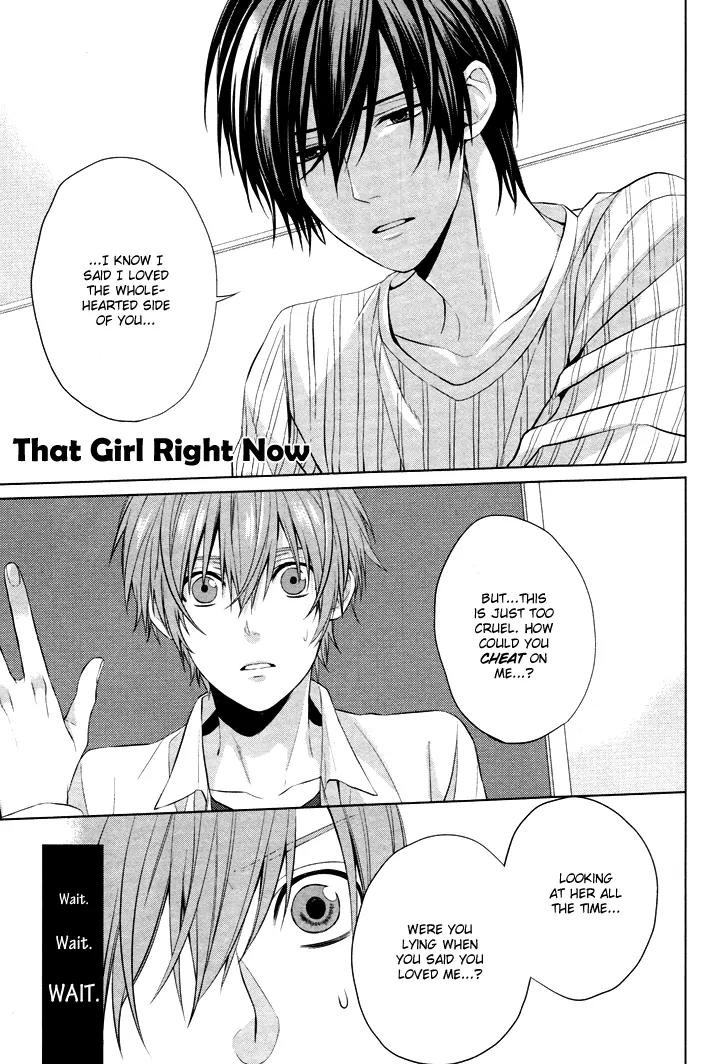 ...I KNOW I
SAID I LOVED
THE WHOLE-
HEARTED SIDE
OF YOU...
That Girl Right Now
BUT...THIS
IS JUST TOO
CRUEL. HOW
COULD YOU
CHEAT ON
ME...?
LOOKING
AT HER ALL
THE TIME...
WERE YOU
LYING WHEN
YOU SAID YOU
LOVED ME...?
Wait.
Wait.
WAIT.